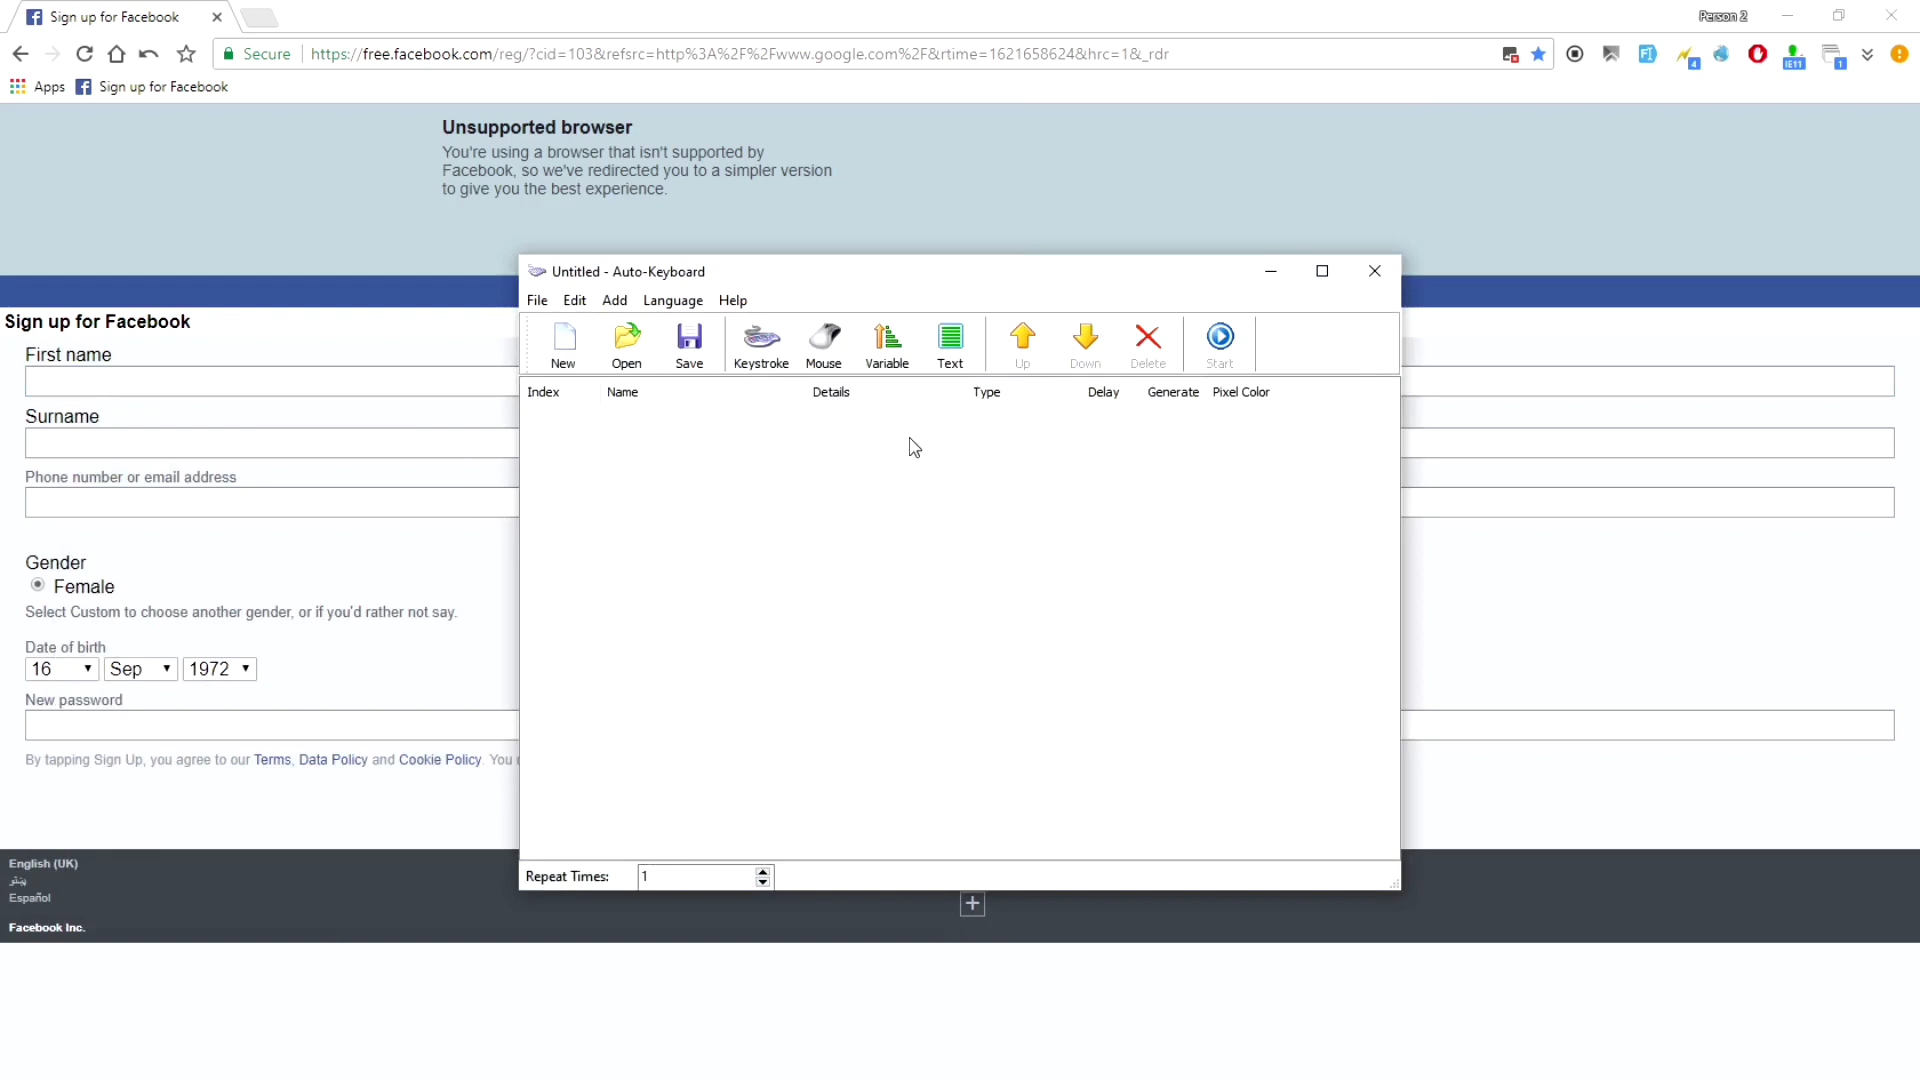 Sign up for Facebook
Person 2
Secure
https://free.facebook.com/reg/?cid=103&refsrc=http%3A%2F%2Fwww.google.com%2F&rtime=1621658624&hrc=1&_rdr
4
IE11
1
Apps
Sign up for Facebook
Unsupported browser
You're using a browser that isn't supported by
Facebook, so we've redirected you to a simpler version
to give you the best experience.
Untitled - Auto-Keyboard
File Edit Add Language Help
New Open Save Keystroke Mouse Variable Text Up Down Delete Start
Index Name Details Type Delay Generate Pixel Color
Repeat Times: 1
Sign up for Facebook
First name
Surname
Phone number or email address
Gender
Female
Select Custom to choose another gender, or if you'd rather not say.
Date of birth
16 Sep 1972
New password
By tapping Sign Up, you agree to our Terms, Data Policy and Cookie Policy. You
English (UK)
پښتو
Español
Facebook Inc.